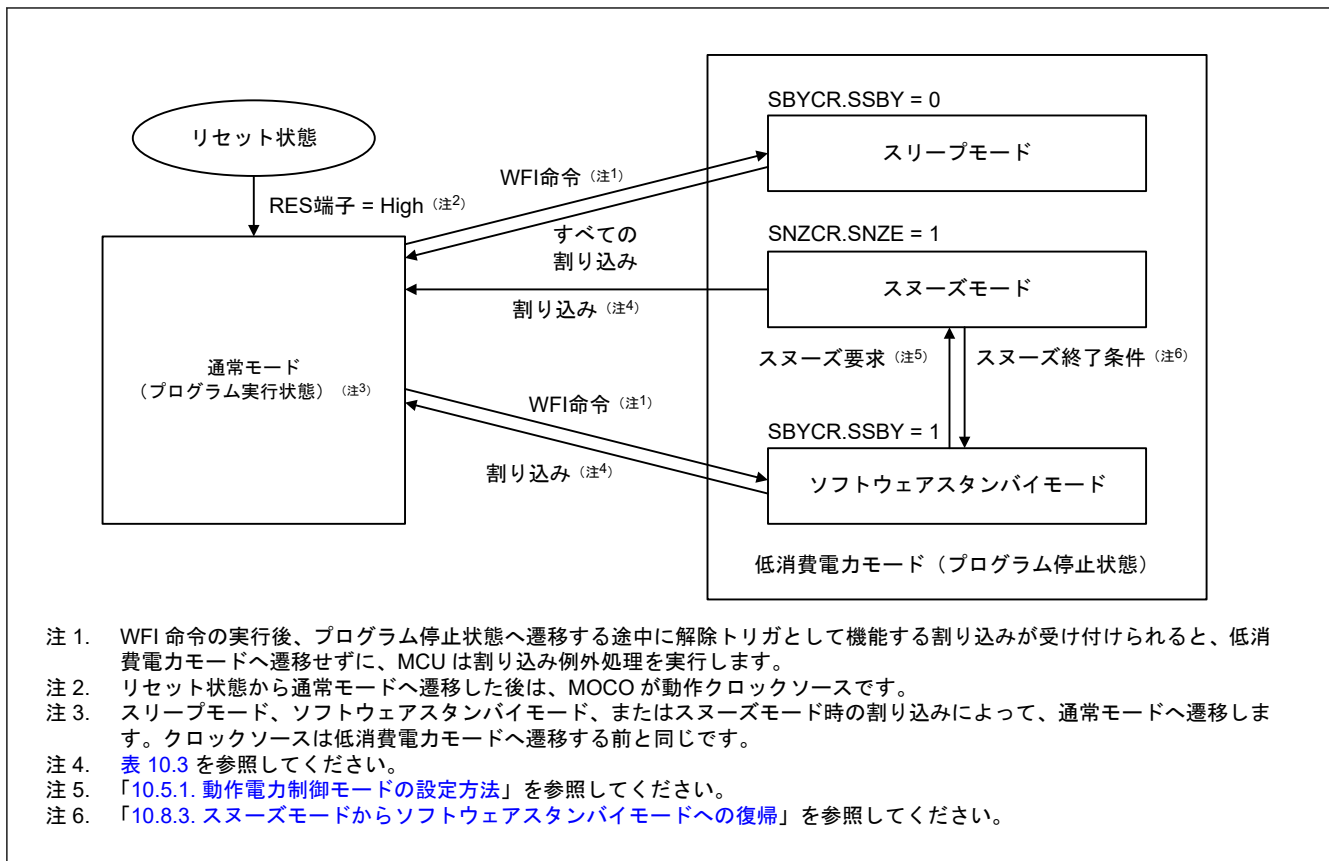 SBYCR.SSBY = 0
リセット状態
スリープモード
WFI命令（注1）
RES端子 = High（注2）
すべての
割り込み
SNZCR.SNZE = 1
スヌーズモード
割り込み（注4）
通常モード
（プログラム実行状態）（注3）
スヌーズ要求（注5）
スヌーズ終了条件（注6）
WFI命令（注1）
SBYCR.SSBY = 1
割り込み（注4）
ソフトウェアスタンバイモード
低消費電力モード（プログラム停止状態）
注 1. WFI 命令の実行後、プログラム停止状態へ遷移する途中に解除トリガとして機能する割り込みが受け付けられると、低消
費電力モードへ遷移せずに、MCU は割り込み例外処理を実行します。
注 2. リセット状態から通常モードへ遷移した後は、MOCO が動作クロックソースです。
注 3. スリープモード、ソフトウェアスタンバイモード、またはスヌーズモード時の割り込みによって、通常モードへ遷移しま
す。クロックソースは低消費電力モードへ遷移する前と同じです。
注 4. 表 10.3 を参照してください。
注 5. 「10.5.1. 動作電力制御モードの設定方法」を参照してください。
注 6. 「10.8.3. スヌーズモードからソフトウェアスタンバイモードへの復帰」を参照してください。